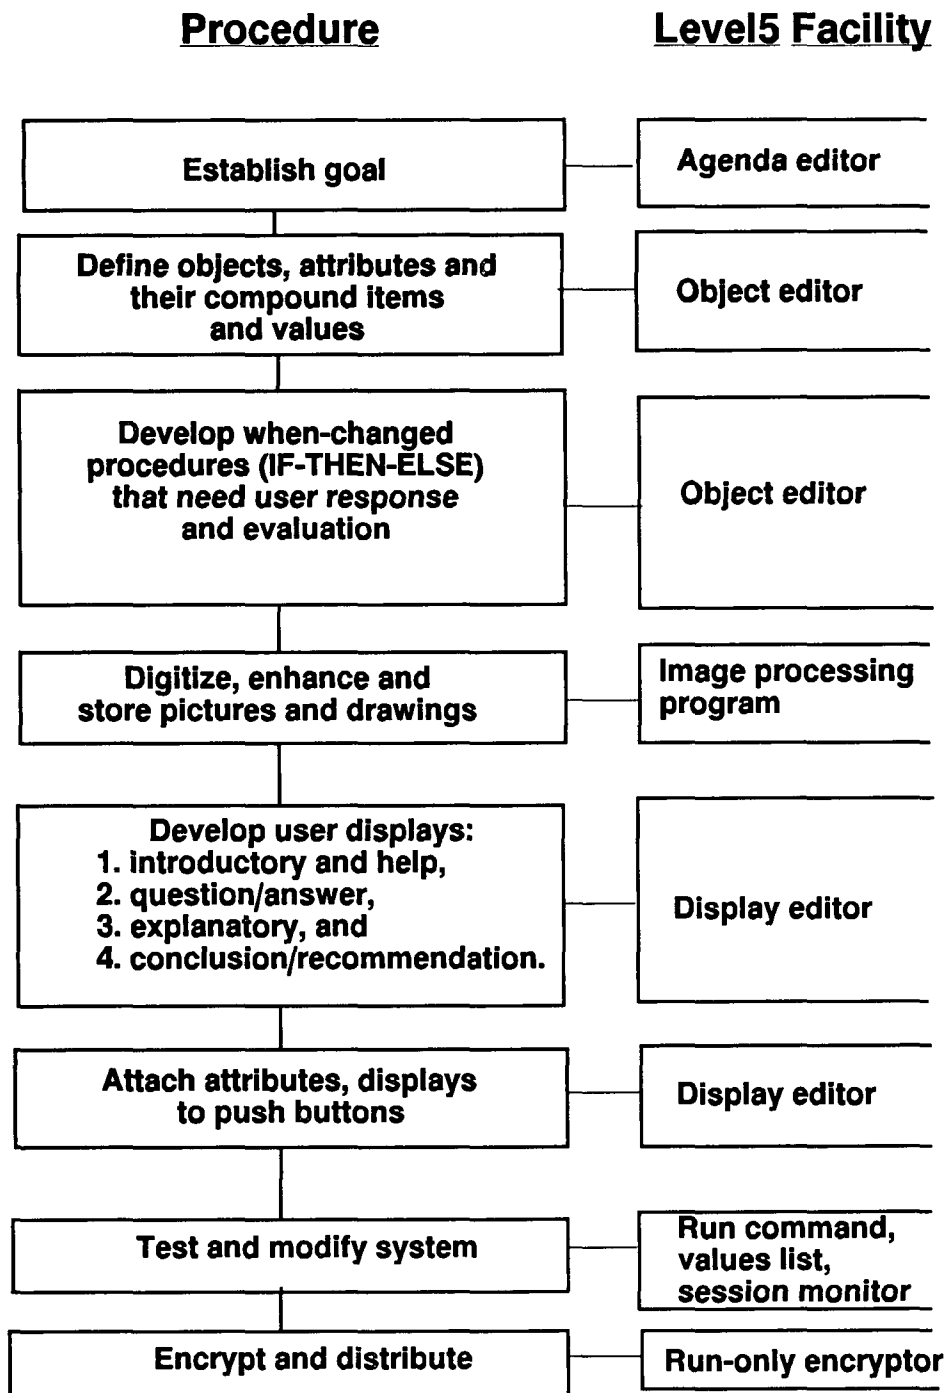 Procedure
Level5 Facility
Establish goal
Agenda editor
Define objects, attributes and
their compound items
and values
Object editor
Develop when-changed
procedures (IF-THEN-ELSE)
that need user response
and evaluation
Object editor
Digitize, enhance and
store pictures and drawings
Image processing
program
Develop user displays:
1. introductory and help,
2. question/answer,
3. explanatory, and
4. conclusion/recommendation.
Display editor
Attach attributes, displays
to push buttons
Display editor
Test and modify system
Run command,
values list,
session monitor
Encrypt and distribute
Run-only encryptor